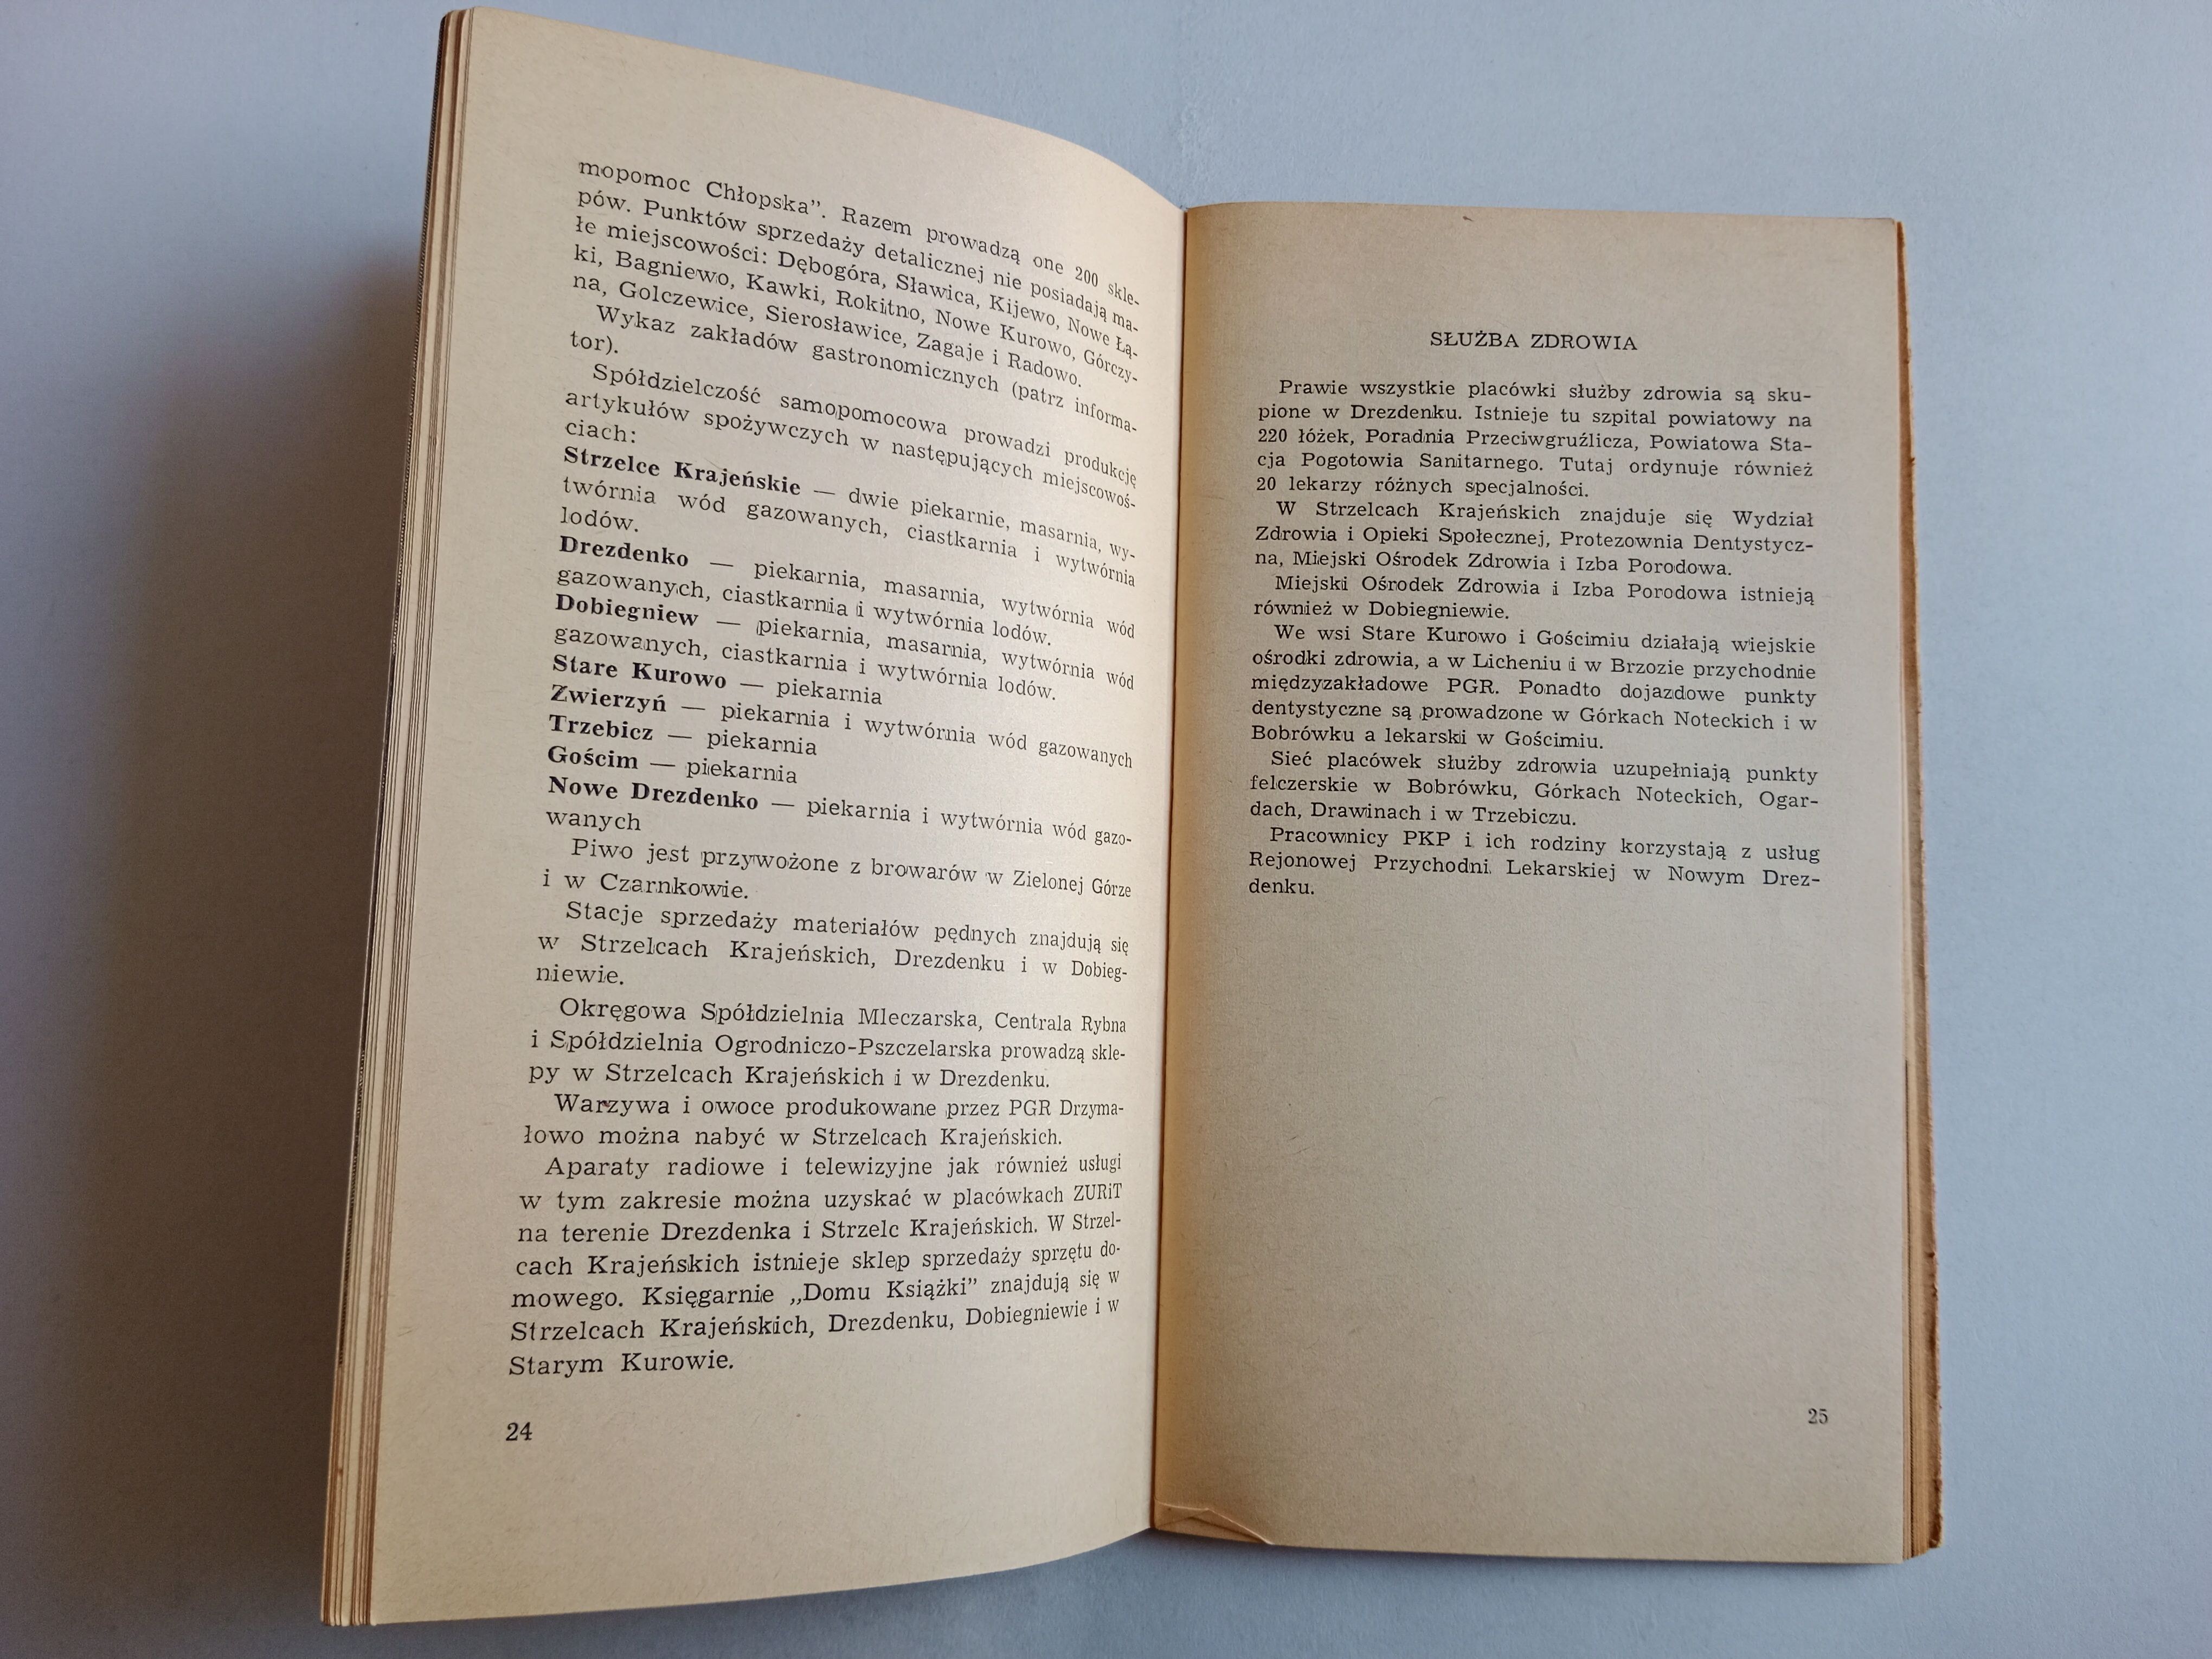 mopomoc Chłopska”. Razem prowadzą one 200 skle-
pów. Punktów sprzedaży detalicznej nie posiadają ma-
łe miejscowości: Dębogóra, Sławica, Kijewo, Nowe Łą-
ki, Bagniewo, Kawki, Rokitno, Nowe Kurowo, Górczy-
na, Golczewice, Sierosławice, Zagaje i Radowo.
Wykaz zakładów gastronomicznych (patrz informa-
tor).
Spółdzielczość samopomocowa prowadzi produkcję
artykułów spożywczych w następujących miejscowoś-
ciach:
Strzelce Krajeńskie — dwie piekarnie, masarnia, wy-
twórnia wód gazowanych, ciastkarnia i wytwórnia
lodów.
Drezdenko — piekarnia, masarnia, wytwórnia wód
gazowanych, ciastkarnia i wytwórnia lodów.
Dobiegniew — piekarnia, masarnia, wytwórnia wód
gazowanych, ciastkarnia i wytwórnia lodów.
Stare Kurowo — piekarnia
Zwierzyń — piekarnia i wytwórnia wód gazowanych
Trzebicz — piekarnia
Gościm — piekarnia
Nowe Drezdenko — piekarnia i wytwórnia wód gazo-
wanych
Piwo jest przywożone z browarów w Zielonej Górze
i w Czarnkowie.
Stacje sprzedaży materiałów pędnych znajdują się
w Strzelcach Krajeńskich, Drezdenku i w Dobieg-
niewie.
Okręgowa Spółdzielnia Mleczarska, Centrala Rybna
i Spółdzielnia Ogrodniczo-Pszczelarska prowadzą skle-
py w Strzelcach Krajeńskich i w Drezdenku.
Warzywa i owoce produkowane przez PGR Drzyma-
łowo można nabyć w Strzelcach Krajeńskich.
Aparaty radiowe i telewizyjne jak również usługi
w tym zakresie można uzyskać w placówkach ZURiT
na terenie Drezdenka i Strzelc Krajeńskich. W Strzel-
cach Krajeńskich istnieje sklep sprzedaży sprzętu do-
mowego. Księgarnie „Domu Książki” znajdują się w
Strzelcach Krajeńskich, Drezdenku, Dobiegniewie i w
Starym Kurowie.
24
SŁUŻBA ZDROWIA
Prawie wszystkie placówki służby zdrowia są sku-
pione w Drezdenku. Istnieje tu szpital powiatowy na
220 łóżek, Poradnia Przeciwgruźlicza, Powiatowa Sta-
cja Pogotowia Sanitarnego. Tutaj ordynuje również
20 lekarzy różnych specjalności.
W Strzelcach Krajeńskich znajduje się Wydział
Zdrowia i Opieki Społecznej, Protezownia Dentystycz-
na, Miejski Ośrodek Zdrowia i Izba Porodowa.
Miejski Ośrodek Zdrowia i Izba Porodowa istnieją
również w Dobiegniewie.
We wsi Stare Kurowo i Gościmiu działają wiejskie
ośrodki zdrowia, a w Licheniu i w Brzozie przychodnie
międzyzakładowe PGR. Ponadto dojazdowe punkty
dentystyczne są prowadzone w Górkach Noteckich i w
Bobrówku a lekarski w Gościmiu.
Sieć placówek służby zdrowia uzupełniają punkty
felczerskie w Bobrówku, Górkach Noteckich, Ogar-
dach, Drawinach i w Trzebiczu.
Pracownicy PKP i ich rodziny korzystają z usług
Rejonowej Przychodni Lekarskiej w Nowym Drez-
denku.
25